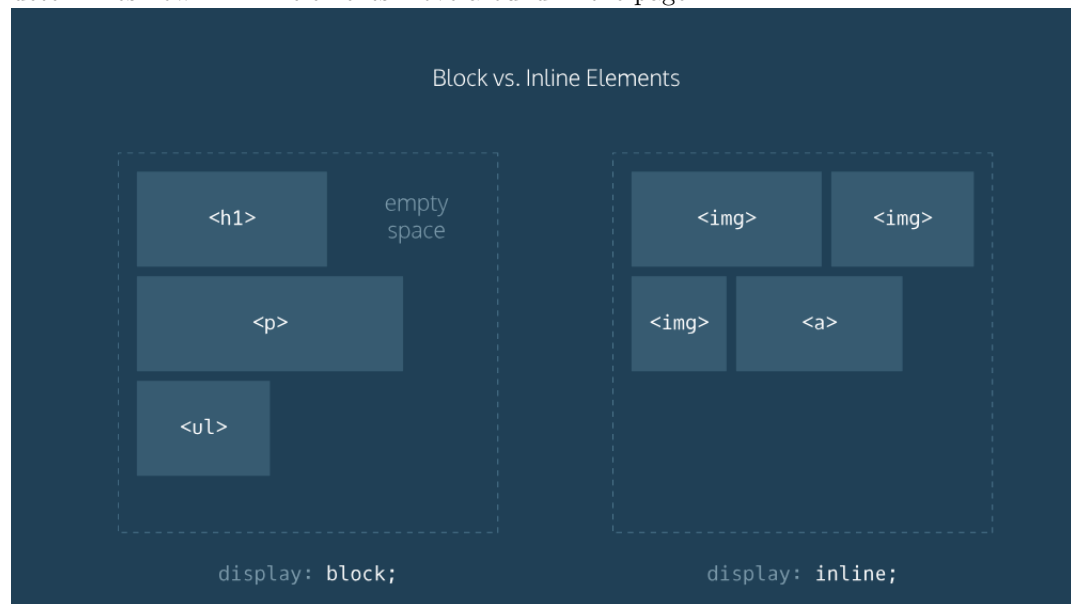 Block vs. Inline Elements
<h1>
empty
space
<p>
<ul>
display: block;
<img>
<img>
<img>
<a>
display: inline;